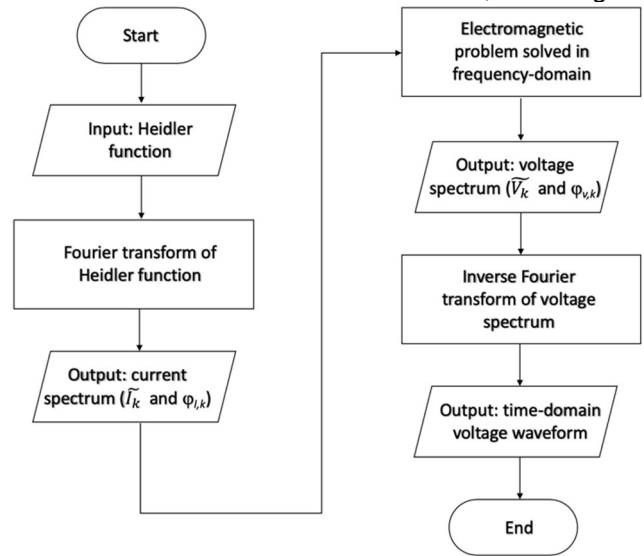 Start
Input: Heidler
function
Fourier transform of
Heidler function
Output: current
spectrum (Ĩ_k and φ_I,k)
Electromagnetic
problem solved in
frequency-domain
Output: voltage
spectrum (Ṽ_k and φ_v,k)
Inverse Fourier
transform of voltage
spectrum
Output: time-domain
voltage waveform
End